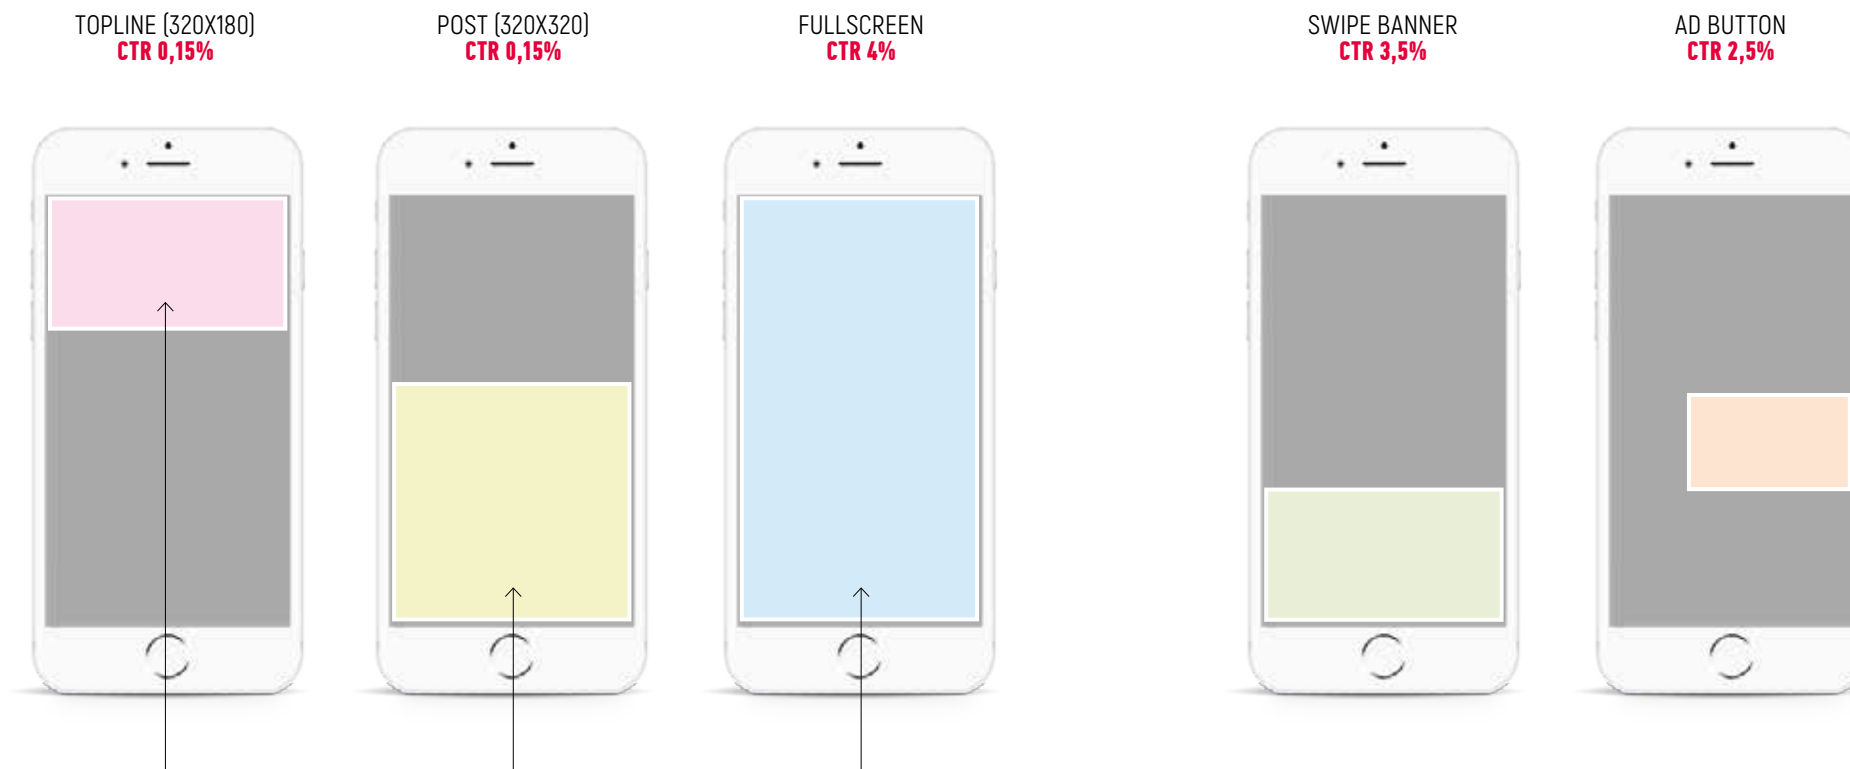 TOPLINE (320X180)
CTR 0,15%
POST (320X320)
CTR 0,15%
FULLSCREEN
CTR 4%
SWIPE BANNER
CTR 3,5%
AD BUTTON
CTR 2,5%